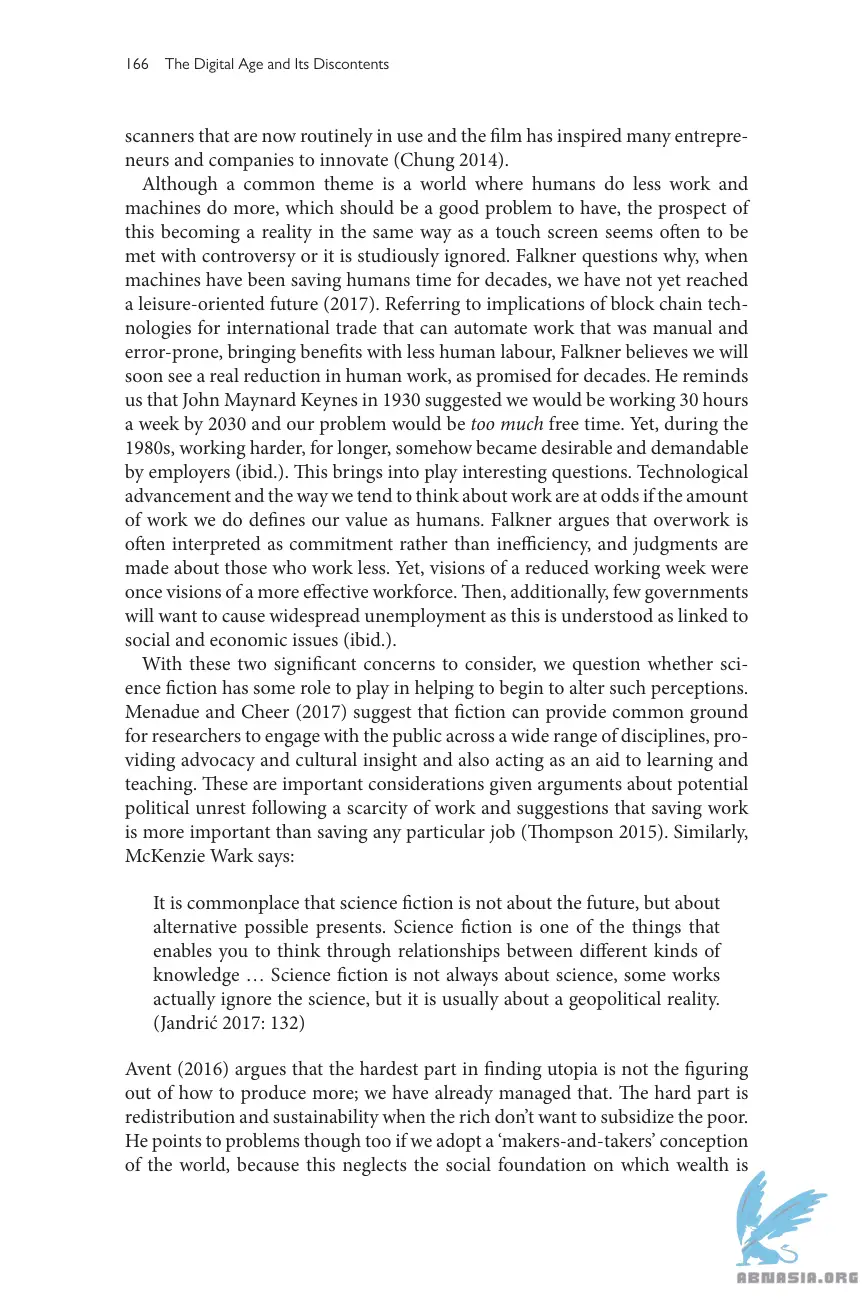 166 The Digital Age and Its Discontents
scanners that are now routinely in use and the film has inspired many entrepre-
neurs and companies to innovate (Chung 2014).
Although a common theme is a world where humans do less work and
machines do more, which should be a good problem to have, the prospect of
this becoming a reality in the same way as a touch screen seems often to be
met with controversy or it is studiously ignored. Falkner questions why, when
machines have been saving humans time for decades, we have not yet reached
a leisure-oriented future (2017). Referring to implications of block chain tech-
nologies for international trade that can automate work that was manual and
error-prone, bringing benefits with less human labour, Falkner believes we will
soon see a real reduction in human work, as promised for decades. He reminds
us that John Maynard Keynes in 1930 suggested we would be working 30 hours
a week by 2030 and our problem would be too much free time. Yet, during the
1980s, working harder, for longer, somehow became desirable and demandable
by employers (ibid.). This brings into play interesting questions. Technological
advancement and the way we tend to think about work are at odds if the amount
of work we do defines our value as humans. Falkner argues that overwork is
often interpreted as commitment rather than inefficiency, and judgments are
made about those who work less. Yet, visions of a reduced working week were
once visions of a more effective workforce. Then, additionally, few governments
will want to cause widespread unemployment as this is understood as linked to
social and economic issues (ibid.).
With these two significant concerns to consider, we question whether sci-
ence fiction has some role to play in helping to begin to alter such perceptions.
Menadue and Cheer (2017) suggest that fiction can provide common ground
for researchers to engage with the public across a wide range of disciplines, pro-
viding advocacy and cultural insight and also acting as an aid to learning and
teaching. These are important considerations given arguments about potential
political unrest following a scarcity of work and suggestions that saving work
is more important than saving any particular job (Thompson 2015). Similarly,
McKenzie Wark says:
It is commonplace that science fiction is not about the future, but about
alternative possible presents. Science fiction is one of the things that
enables you to think through relationships between different kinds of
knowledge … Science fiction is not always about science, some works
actually ignore the science, but it is usually about a geopolitical reality.
(Jandrić 2017: 132)
Avent (2016) argues that the hardest part in finding utopia is not the figuring
out of how to produce more; we have already managed that. The hard part is
redistribution and sustainability when the rich don’t want to subsidize the poor.
He points to problems though too if we adopt a ‘makers-and-takers’ conception
of the world, because this neglects the social foundation on which wealth is
ABNASIA.ORG